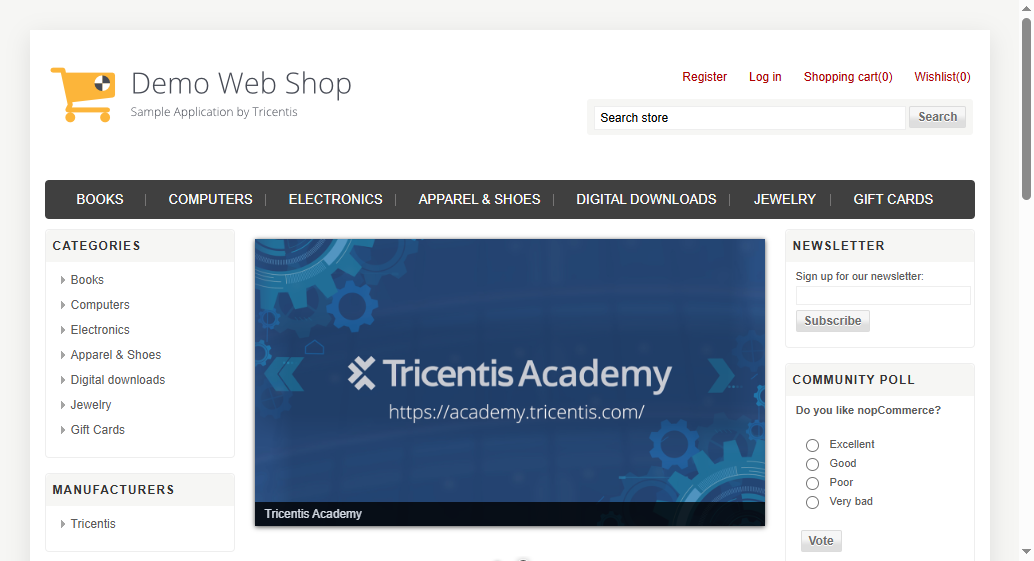 Demo Web Shop
Sample Application by Tricentis
Register Log in Shopping cart(0) Wishlist(0)
Search store Search
BOOKS COMPUTERS ELECTRONICS APPAREL & SHOES DIGITAL DOWNLOADS JEWELRY GIFT CARDS
CATEGORIES
Books
Computers
Electronics
Apparel & Shoes
Digital downloads
Jewelry
Gift Cards
MANUFACTURERS
Tricentis
Tricentis Academy
https://academy.tricentis.com/
Tricentis Academy
NEWSLETTER
Sign up for our newsletter:
Subscribe
COMMUNITY POLL
Do you like nopCommerce?
Excellent
Good
Poor
Very bad
Vote